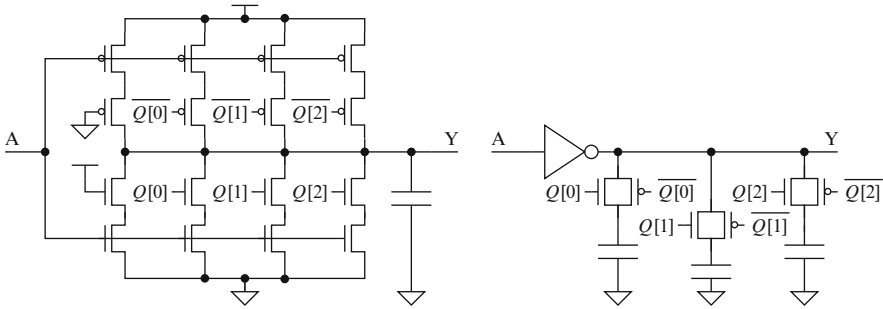 A
Q̅[̅0̅]̅ Q̅[̅1̅]̅ Q̅[̅2̅]̅
Y
Q[0] Q[1] Q[2]
A
Y
Q[0] Q̅[̅0̅]̅ Q[2] Q̅[̅2̅]̅
Q[1] Q̅[̅1̅]̅